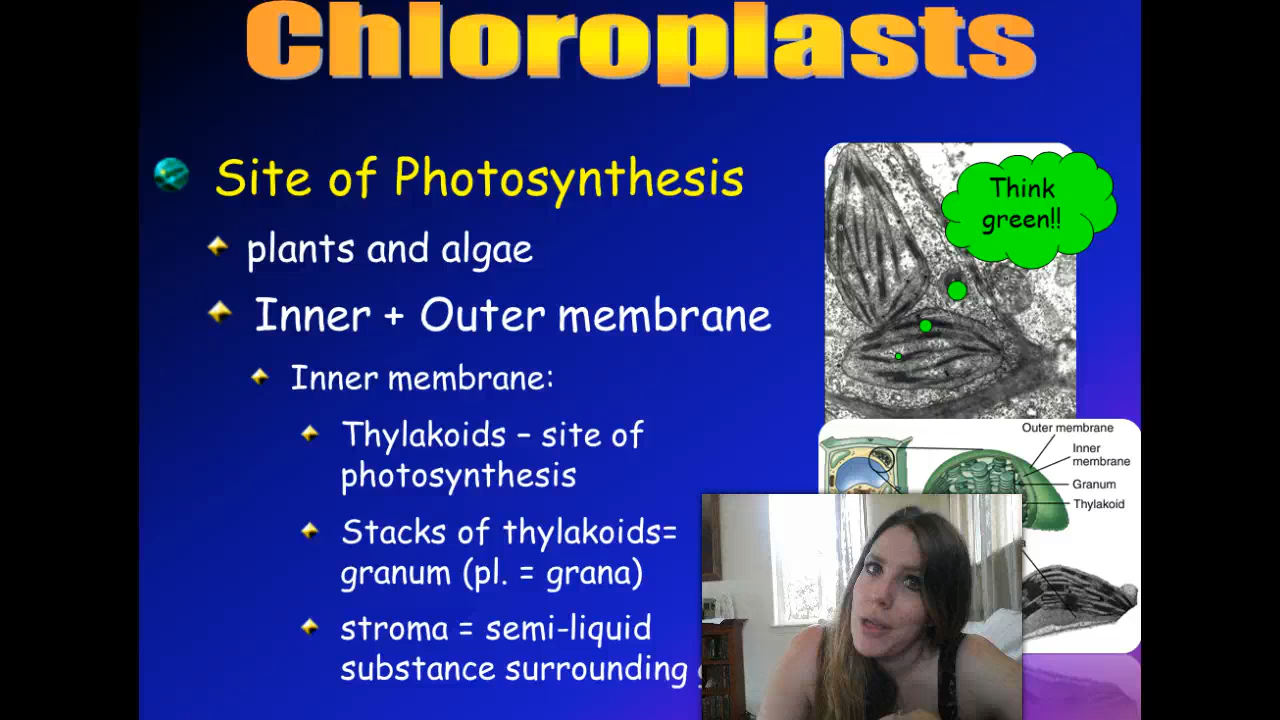 Chloroplasts
Site of Photosynthesis
plants and algae
Inner + Outer membrane
Inner membrane:
Thylakoids – site of
photosynthesis
Stacks of thylakoids=
granum (pl. = grana)
stroma = semi-liquid
substance surrounding
Think
green!!
Outer membrane
Inner
membrane
Granum
Thylakoid